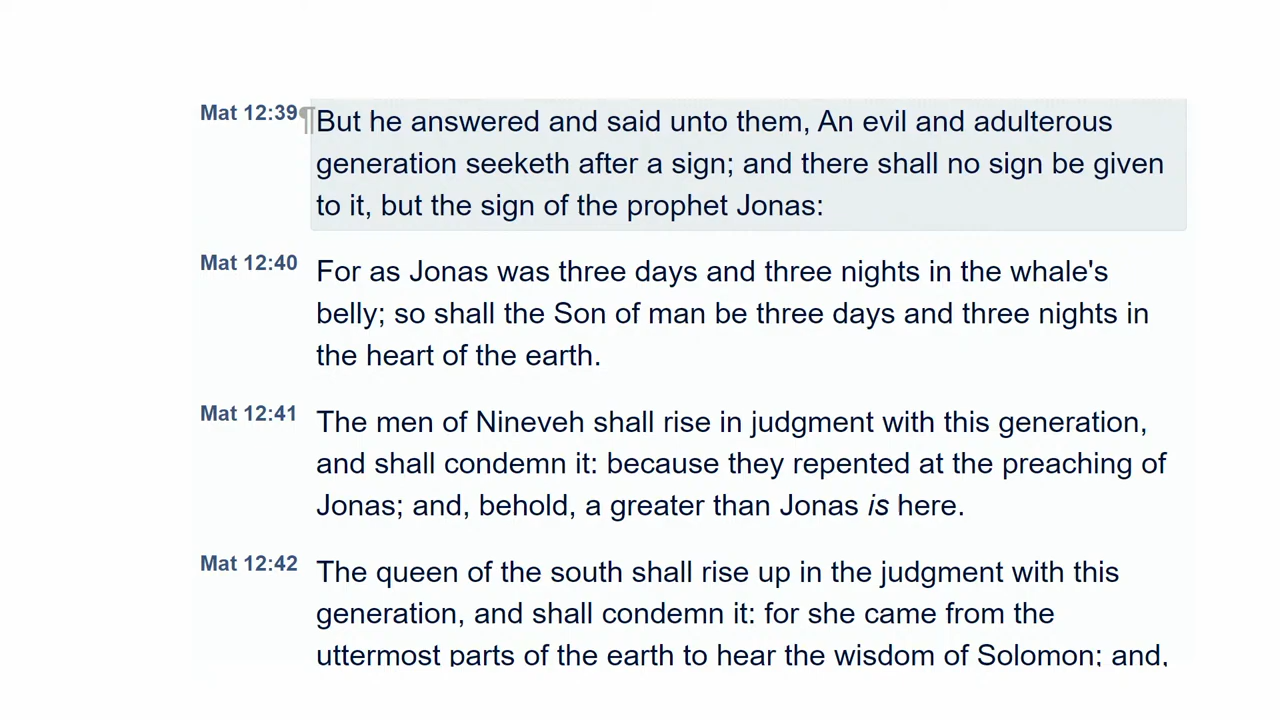 Mat 12:39 ¶But he answered and said unto them, An evil and adulterous
generation seeketh after a sign; and there shall no sign be given
to it, but the sign of the prophet Jonas:
Mat 12:40 For as Jonas was three days and three nights in the whale's
belly; so shall the Son of man be three days and three nights in
the heart of the earth.
Mat 12:41 The men of Nineveh shall rise in judgment with this generation,
and shall condemn it: because they repented at the preaching of
Jonas; and, behold, a greater than Jonas is here.
Mat 12:42 The queen of the south shall rise up in the judgment with this
generation, and shall condemn it: for she came from the
uttermost parts of the earth to hear the wisdom of Solomon; and,